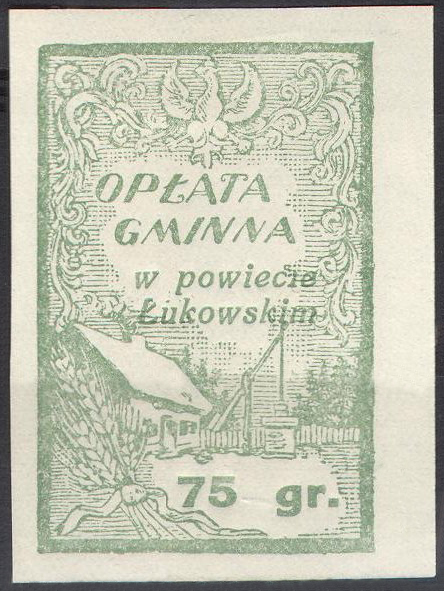 OPŁATA
GMINNA
w powiecie
Łukowskim
75 gr.